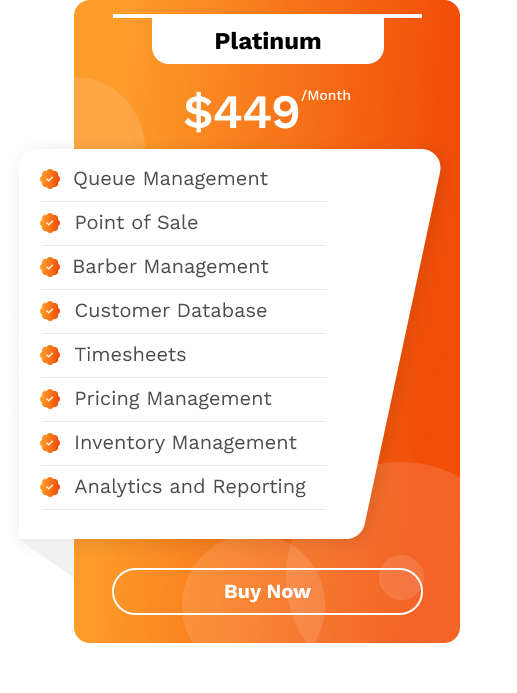 Platinum
$449/Month
Queue Management
Point of Sale
Barber Management
Customer Database
Timesheets
Pricing Management
Inventory Management
Analytics and Reporting
Buy Now